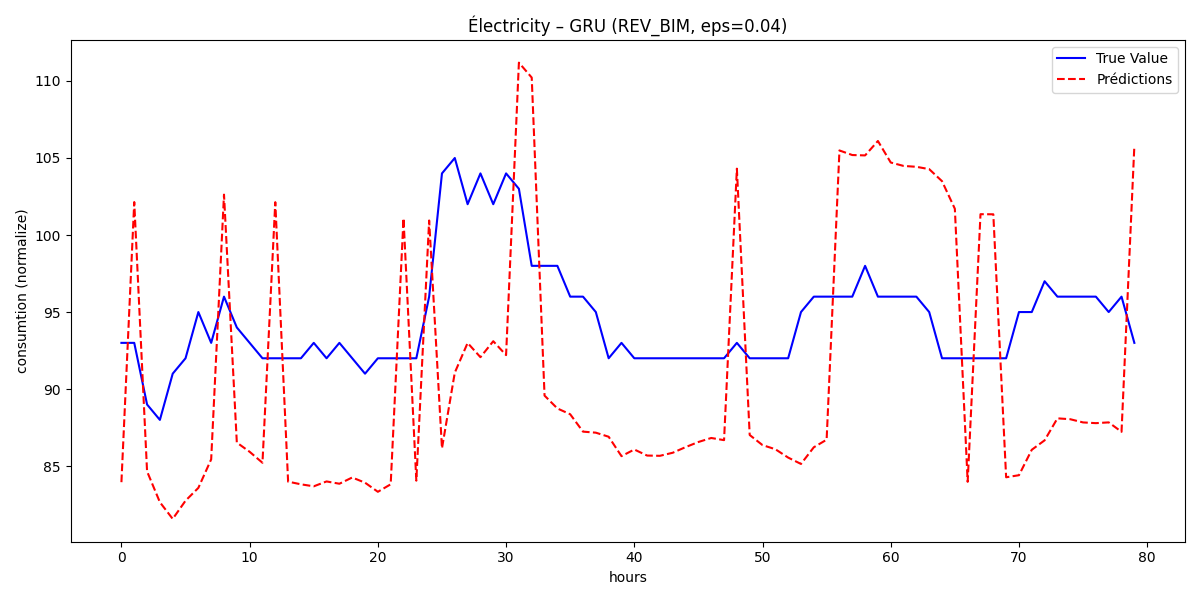 Électricity – GRU (REV_BIM, eps=0.04)
True Value
Prédictions
consumtion (normalize)
110
105
100
95
90
85
0 10 20 30 40 50 60 70 80
hours